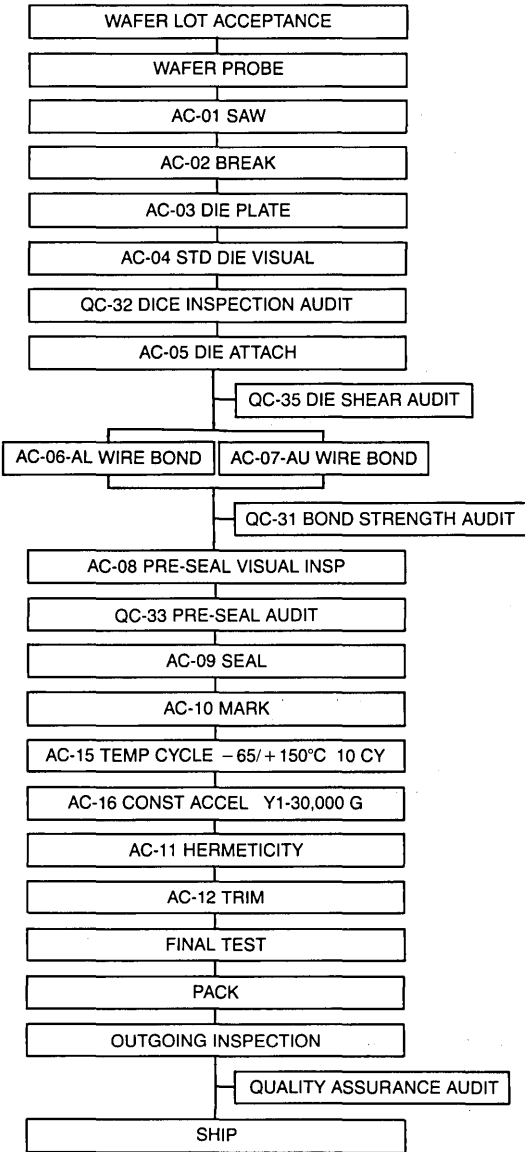 WAFER LOT ACCEPTANCE
WAFER PROBE
AC-01 SAW
AC-02 BREAK
AC-03 DIE PLATE
AC-04 STD DIE VISUAL
QC-32 DICE INSPECTION AUDIT
AC-05 DIE ATTACH
QC-35 DIE SHEAR AUDIT
AC-06-AL WIRE BOND
AC-07-AU WIRE BOND
QC-31 BOND STRENGTH AUDIT
AC-08 PRE-SEAL VISUAL INSP
QC-33 PRE-SEAL AUDIT
AC-09 SEAL
AC-10 MARK
AC-15 TEMP CYCLE −65/+150°C 10 CY
AC-16 CONST ACCEL Y1-30,000 G
AC-11 HERMETICITY
AC-12 TRIM
FINAL TEST
PACK
OUTGOING INSPECTION
QUALITY ASSURANCE AUDIT
SHIP